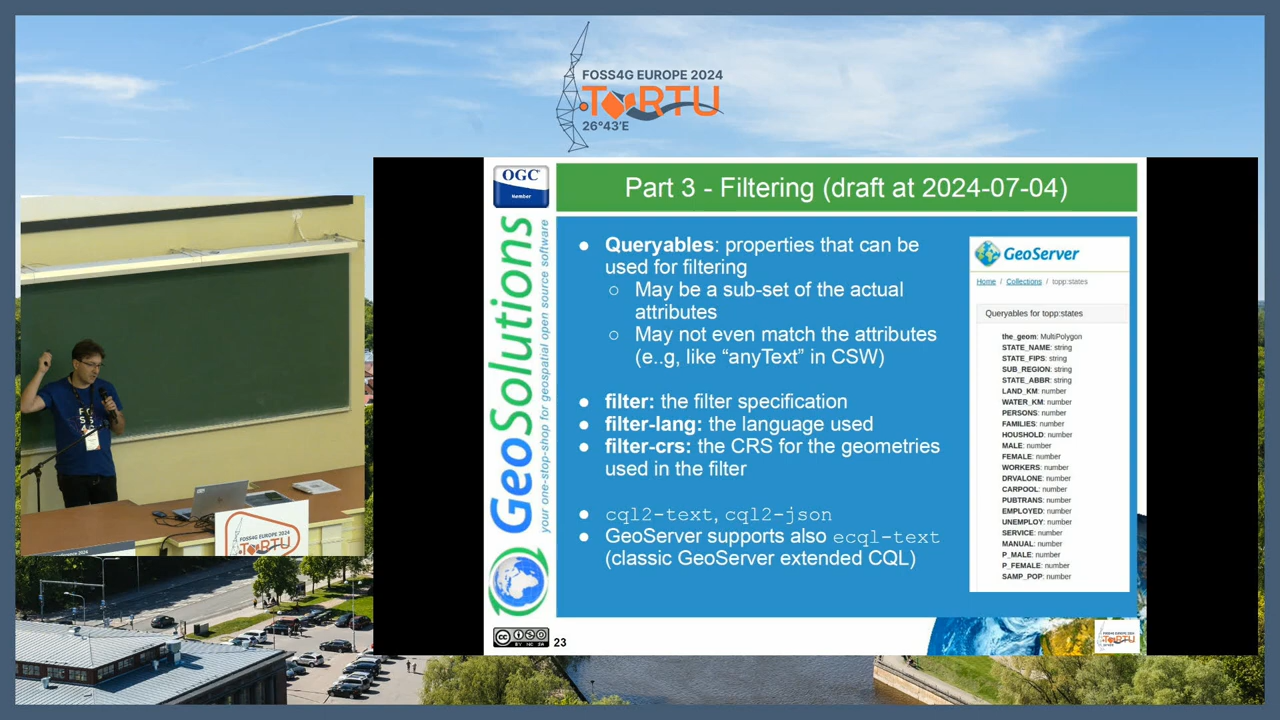 FOSS4G EUROPE 2024
TORTU
26°43'E
OGC
Member
GeoSolutions
your one-stop-shop for geospatial open source software
Part 3 - Filtering (draft at 2024-07-04)
● Queryables: properties that can be
used for filtering
○ May be a sub-set of the actual
attributes
○ May not even match the attributes
(e..g, like “anyText” in CSW)
● filter: the filter specification
● filter-lang: the language used
● filter-crs: the CRS for the geometries
used in the filter
● cql2-text, cql2-json
● GeoServer supports also ecql-text
(classic GeoServer extended CQL)
GeoServer
Home / Collections / topp:states
Queryables for topp:states
the_geom: MultiPolygon
STATE_NAME: string
STATE_FIPS: string
SUB_REGION: string
STATE_ABBR: string
LAND_KM: number
WATER_KM: number
PERSONS: number
FAMILIES: number
HOUSHOLD: number
MALE: number
FEMALE: number
WORKERS: number
DRVALONE: number
CARPOOL: number
PUBTRANS: number
EMPLOYED: number
UNEMPLOY: number
SERVICE: number
MANUAL: number
P_MALE: number
P_FEMALE: number
SAMP_POP: number
cc BY NC SA
23